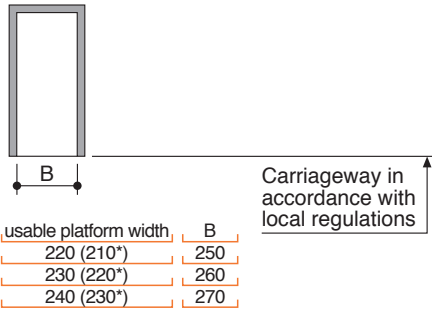 B
Carriageway in
accordance with
local regulations
usable platform width B
220 (210*) 250
230 (220*) 260
240 (230*) 270